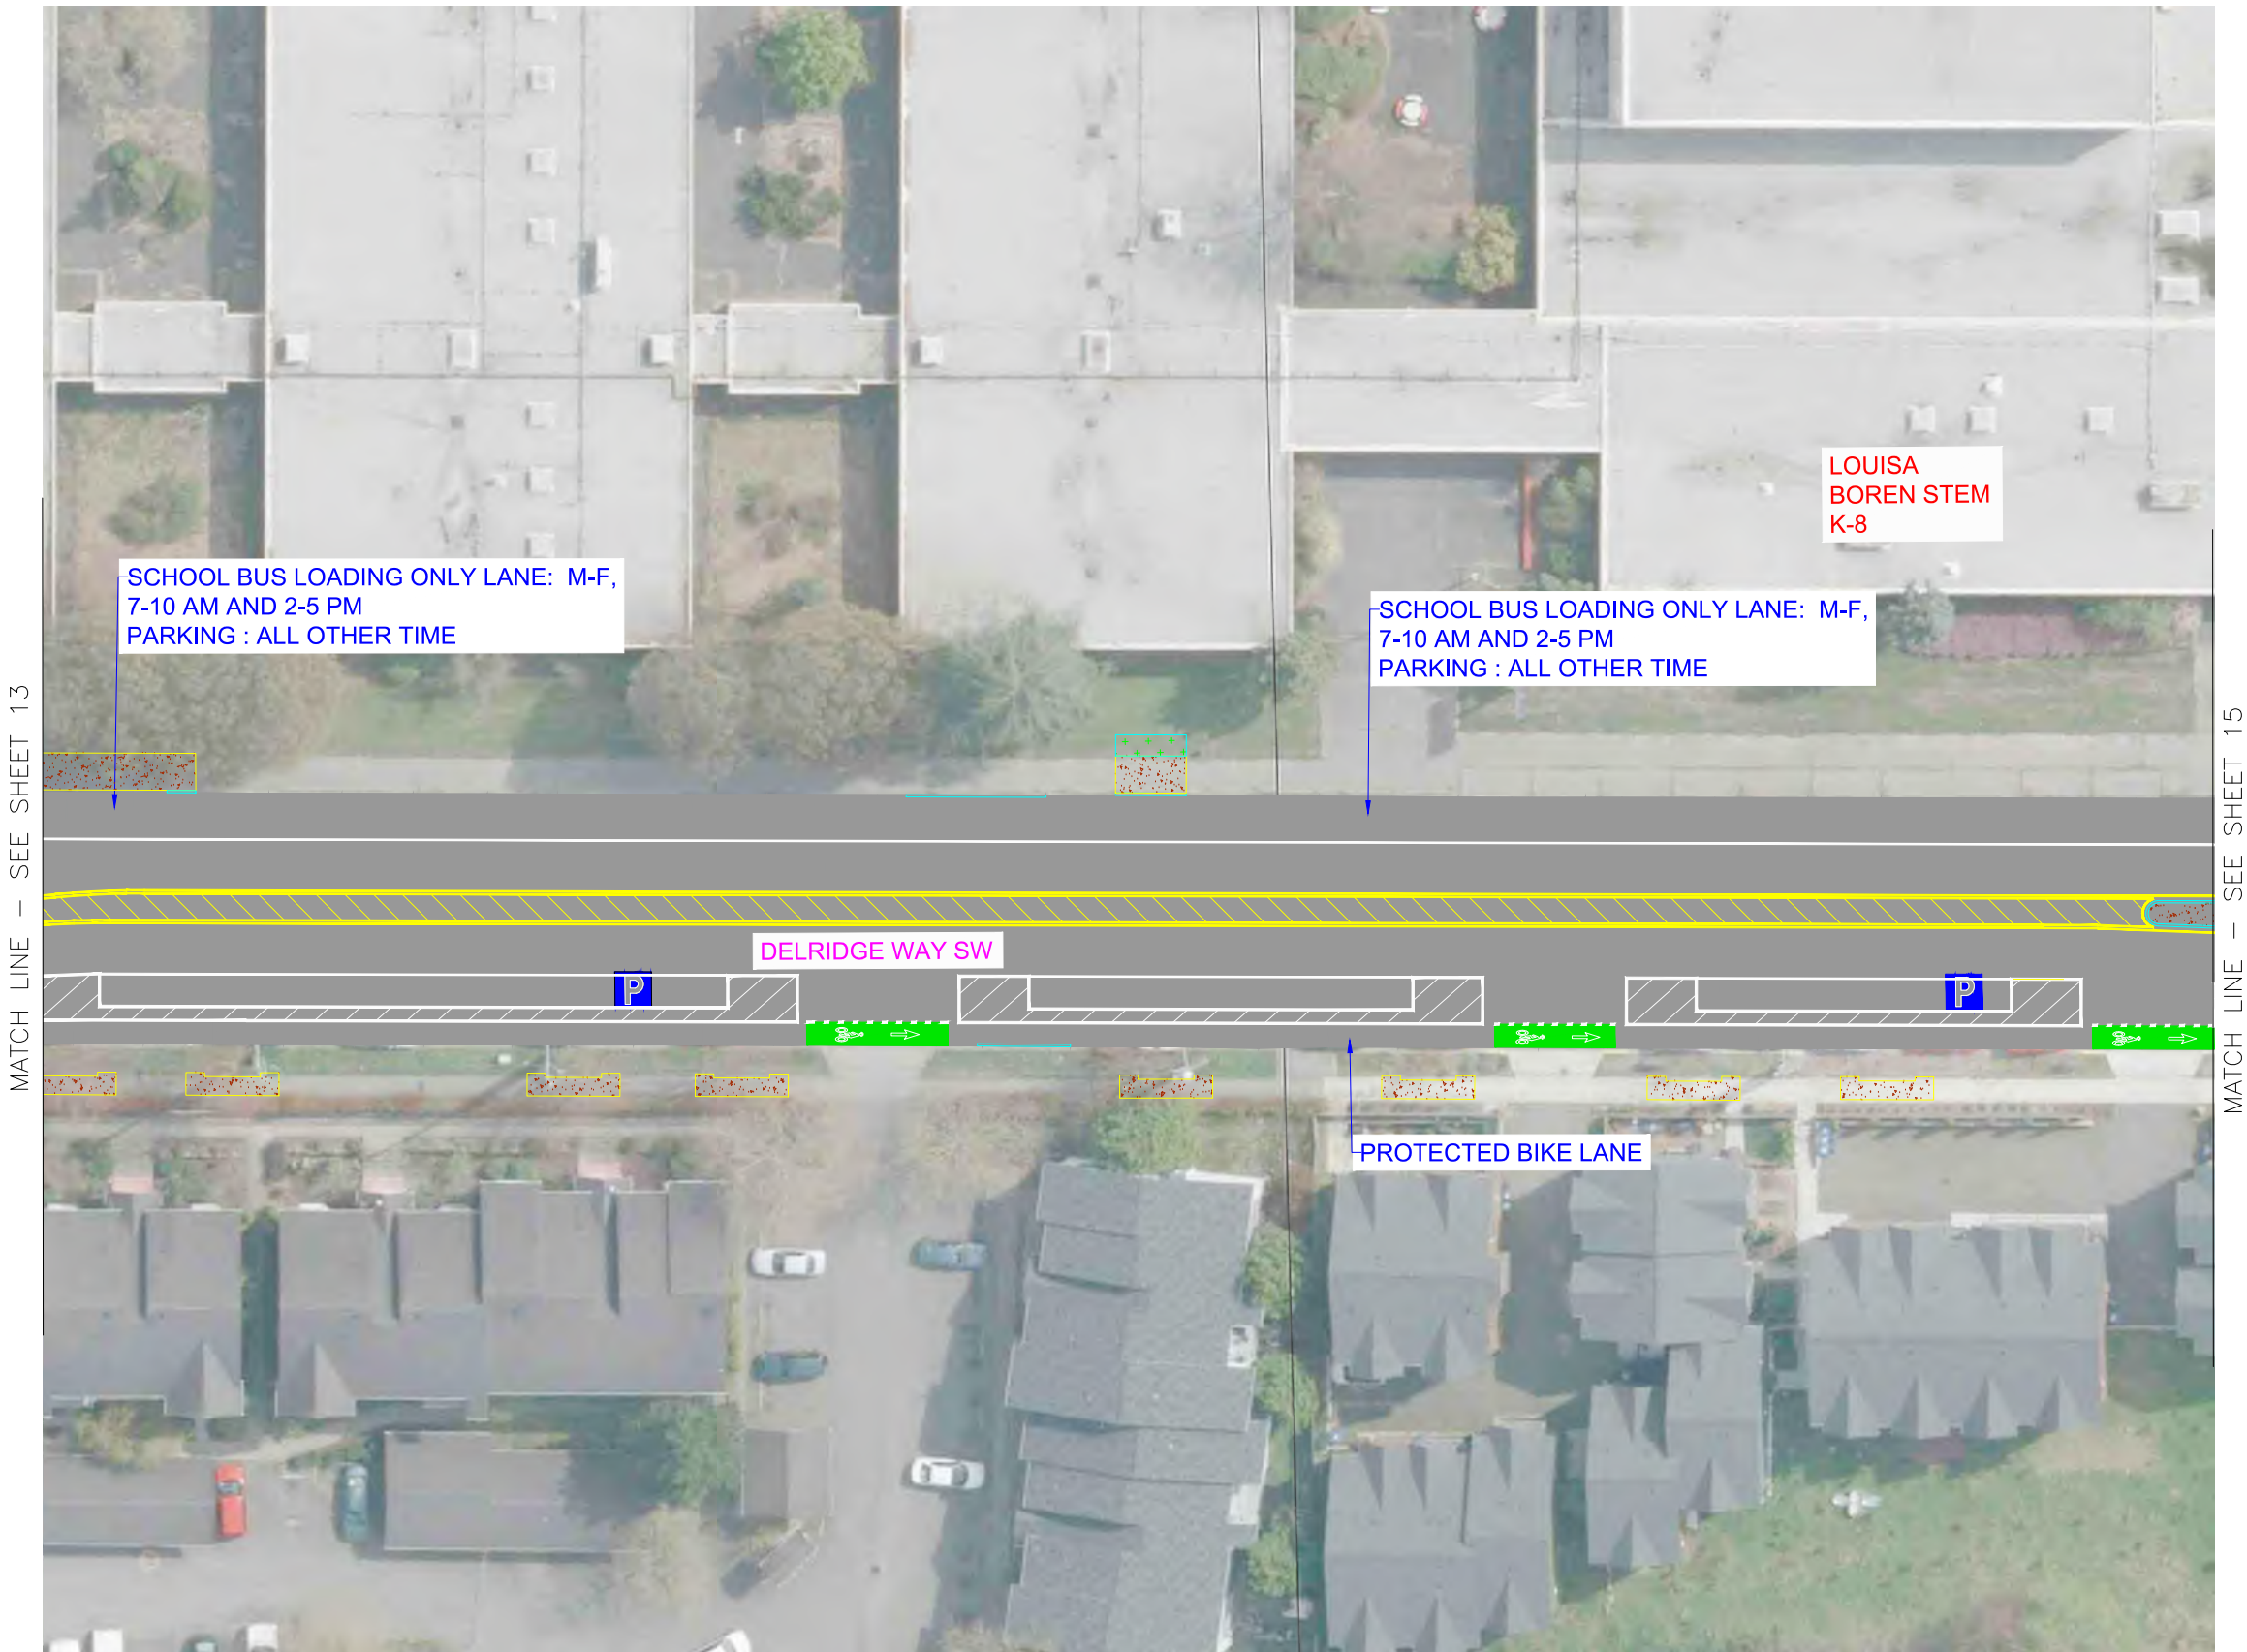 LOUISA
BOREN STEM
K-8
SCHOOL BUS LOADING ONLY LANE: M-F,
7-10 AM AND 2-5 PM
PARKING : ALL OTHER TIME
SCHOOL BUS LOADING ONLY LANE: M-F,
7-10 AM AND 2-5 PM
PARKING : ALL OTHER TIME
MATCH LINE - SEE SHEET 13
MATCH LINE - SEE SHEET 15
DELRIDGE WAY SW
P
P
PROTECTED BIKE LANE